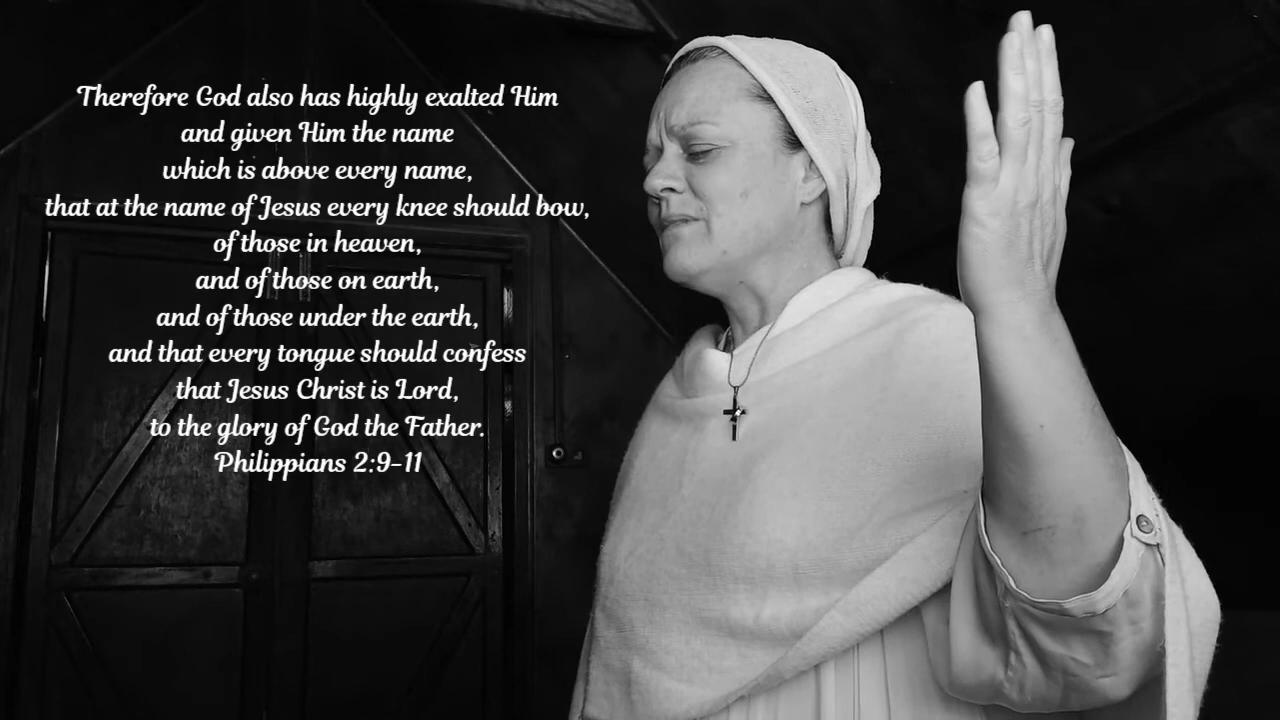 Therefore God also has highly exalted Him
and given Him the name
which is above every name,
that at the name of Jesus every knee should bow,
of those in heaven,
and of those on earth,
and of those under the earth,
and that every tongue should confess
that Jesus Christ is Lord,
to the glory of God the Father.
Philippians 2:9-11